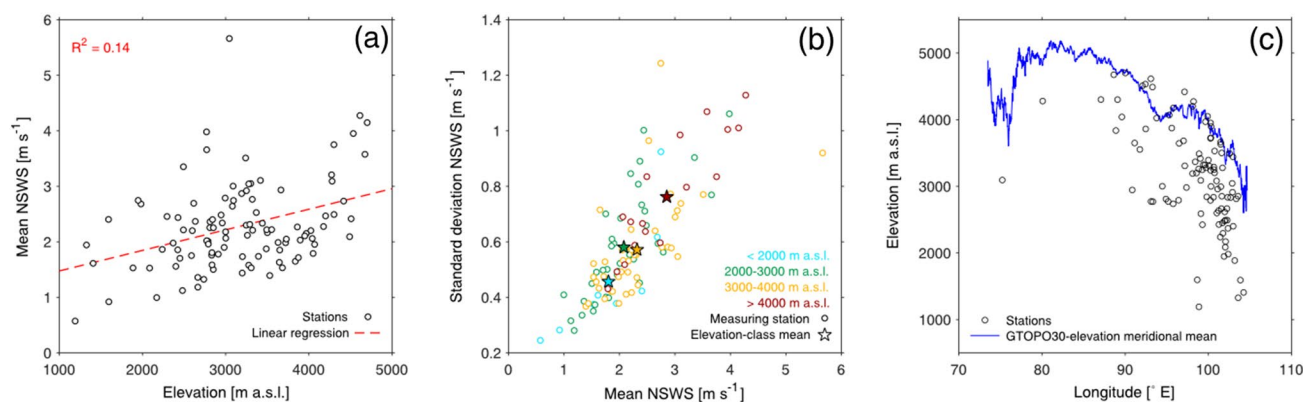 (a)
R² = 0.14
Mean NSWS [m s⁻¹]
6
5
4
3
2
1
0
Stations
Linear regression
1000 2000 3000 4000 5000
Elevation [m a.s.l.]
(b)
Standard deviation NSWS [m s⁻¹]
1.4
1.2
1
0.8
0.6
0.4
0.2
< 2000 m a.s.l.
2000-3000 m a.s.l.
3000-4000 m a.s.l.
> 4000 m a.s.l.
Measuring station
Elevation-class mean
0 1 2 3 4 5 6
Mean NSWS [m s⁻¹]
(c)
Elevation [m a.s.l.]
5000
4000
3000
2000
1000
Stations
GTOPO30-elevation meridional mean
70 80 90 100 110
Longitude [° E]